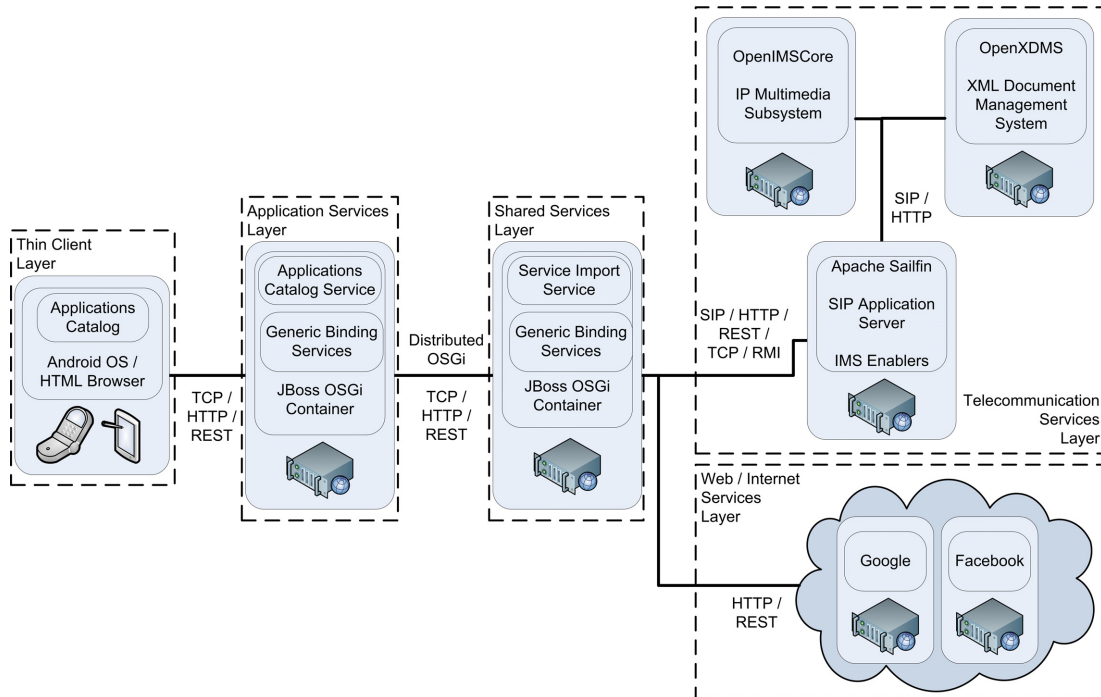 Thin Client
Layer
Applications
Catalog
Android OS /
HTML Browser
TCP /
HTTP /
REST
Application Services
Layer
Applications
Catalog Service
Generic Binding
Services
JBoss OSGi
Container
Distributed
OSGi
TCP /
HTTP /
REST
Shared Services
Layer
Service Import
Service
Generic Binding
Services
JBoss OSGi
Container
SIP / HTTP /
REST /
TCP / RMI
OpenIMSCore
IP Multimedia
Subsystem
OpenXDMS
XML Document
Management
System
SIP /
HTTP
Apache Sailfin
SIP Application
Server
IMS Enablers
Telecommunication
Services
Layer
Web / Internet
Services
Layer
HTTP /
REST
Google
Facebook